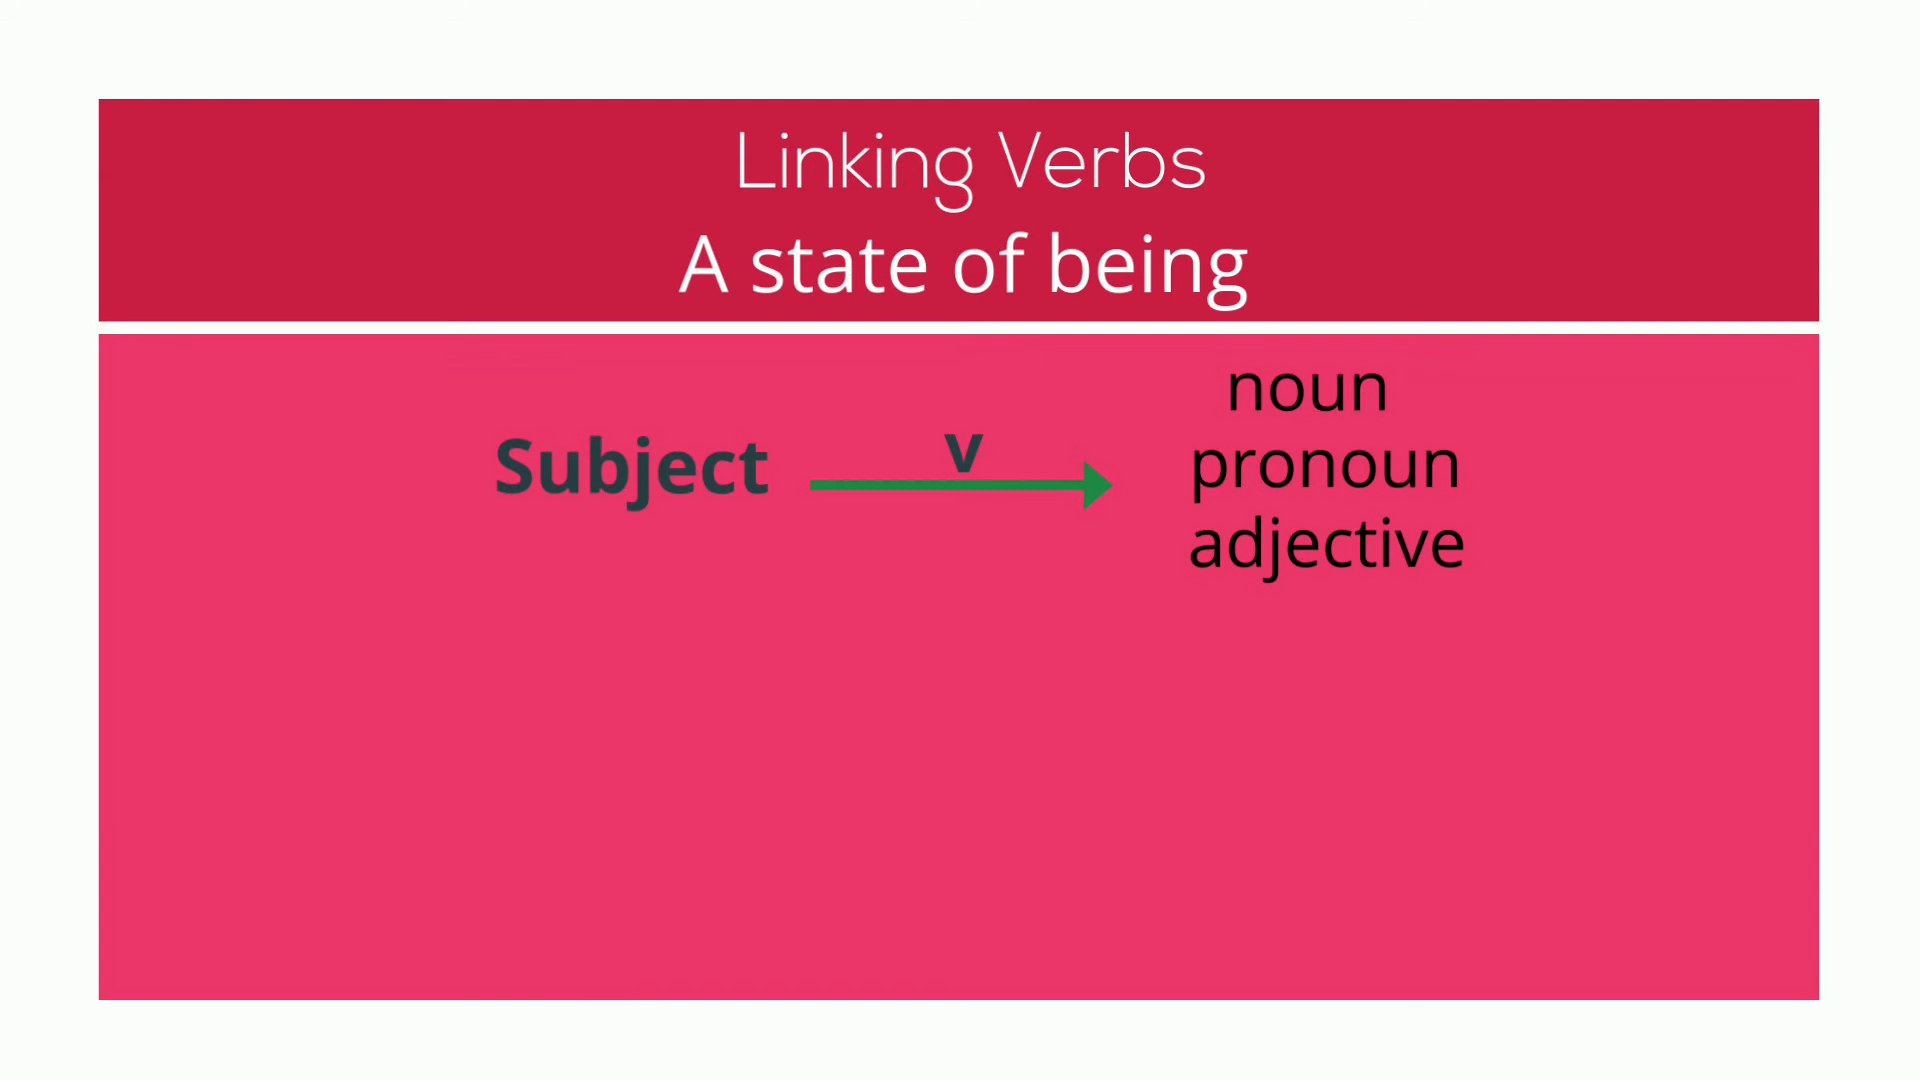 Linking Verbs
A state of being
noun
Subject
v
pronoun
adjective